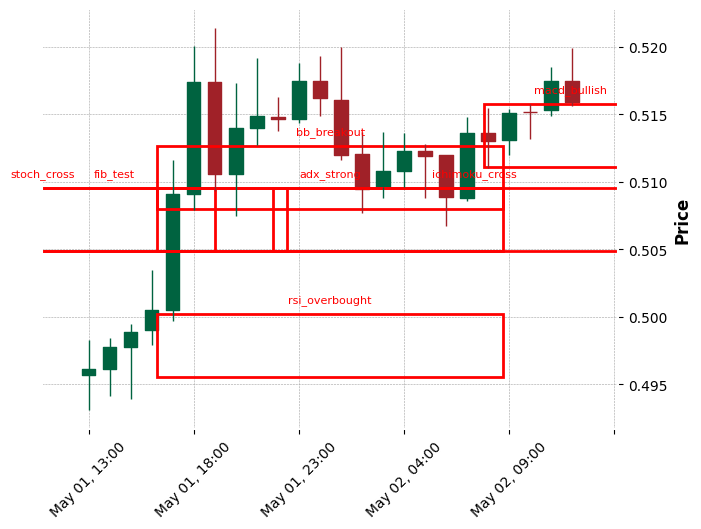 0.520
macd_bullish
0.515
bb_breakout
stoch_cross
fib_test
adx_strong
ichimoku_cross
0.510
Price
0.505
rsi_overbought
0.500
0.495
May 01, 13:00
May 01, 18:00
May 01, 23:00
May 02, 04:00
May 02, 09:00